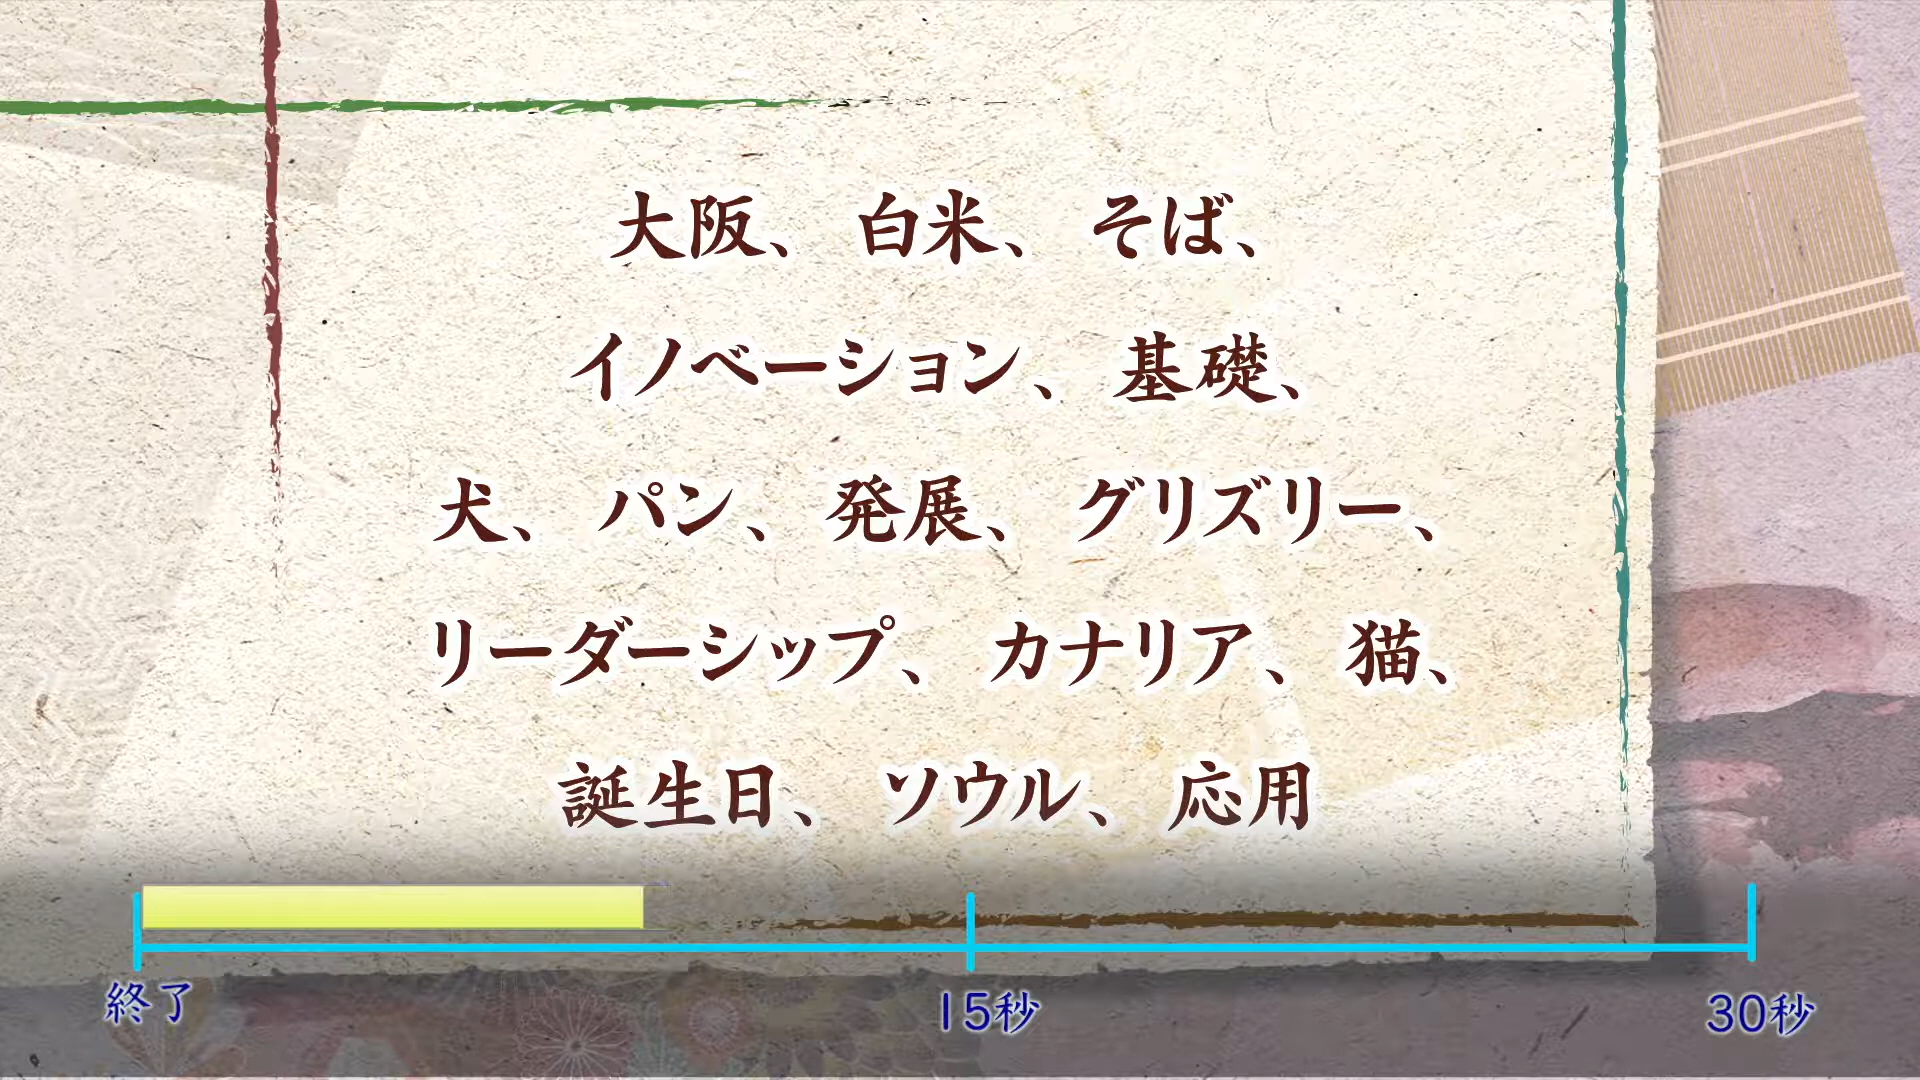 大阪、白米、そば、
イノベーション、基礎、
犬、パン、発展、グリズリー、
リーダーシップ、カナリア、猫、
誕生日、ソウル、応用
終了 15秒 30秒